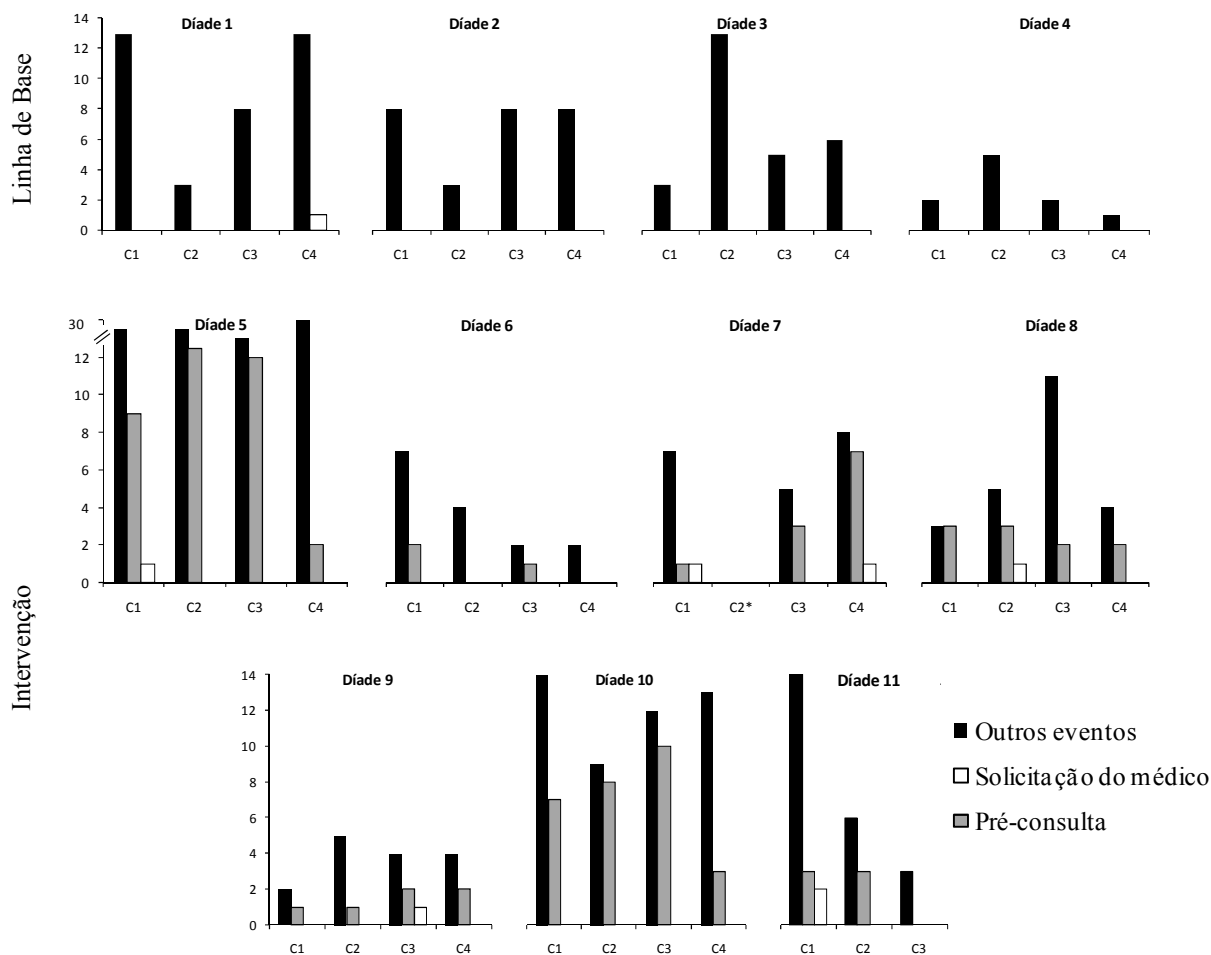 Linha de Base
Díade 1
Díade 2
Díade 3
Díade 4
14
12
10
8
6
4
2
0
C1 C2 C3 C4
C1 C2 C3 C4
C1 C2 C3 C4
C1 C2 C3 C4
Intervenção
Díade 5
Díade 6
Díade 7
Díade 8
30
12
10
8
6
4
2
0
C1 C2 C3 C4
C1 C2 C3 C4
C1 C2* C3 C4
C1 C2 C3 C4
Díade 9
Díade 10
Díade 11
14
12
10
8
6
4
2
0
C1 C2 C3 C4
C1 C2 C3 C4
C1 C2 C3
Outros eventos
Solicitação do médico
Pré-consulta